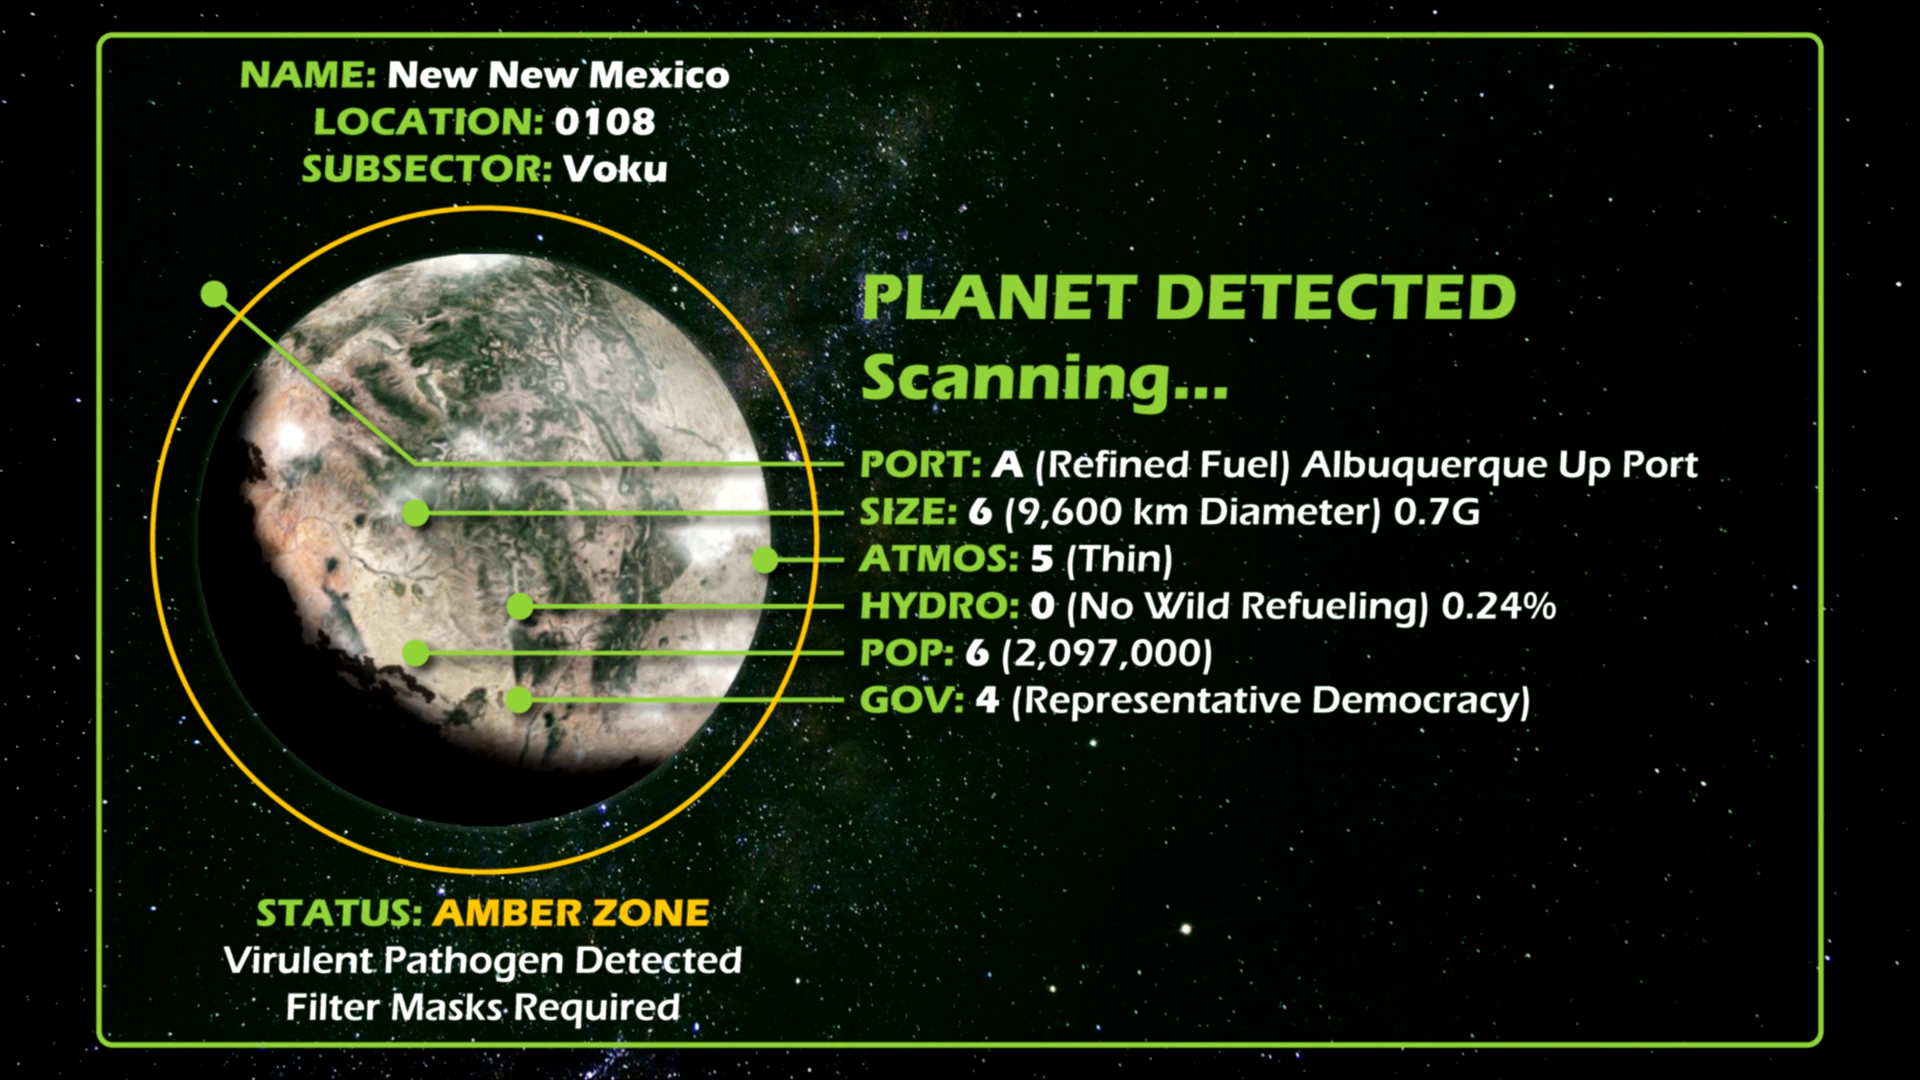 NAME: New New Mexico
LOCATION: 0108
SUBSECTOR: Voku
PLANET DETECTED
Scanning...
PORT: A (Refined Fuel) Albuquerque Up Port
SIZE: 6 (9,600 km Diameter) 0.7G
ATMOS: 5 (Thin)
HYDRO: 0 (No Wild Refueling) 0.24%
POP: 6 (2,097,000)
GOV: 4 (Representative Democracy)
STATUS: AMBER ZONE
Virulent Pathogen Detected
Filter Masks Required